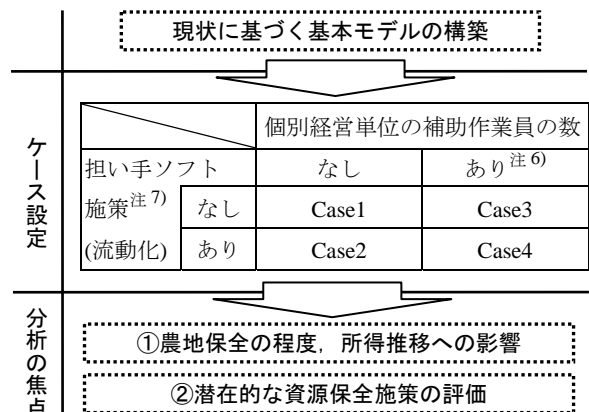 現状に基づく基本モデルの構築
ケース設定
個別経営単位の補助作業員の数
担い手ソフト なし あり注6)
施策注7) なし Case1 Case3
(流動化) あり Case2 Case4
分析の焦点
①農地保全の程度，所得推移への影響
②潜在的な資源保全施策の評価